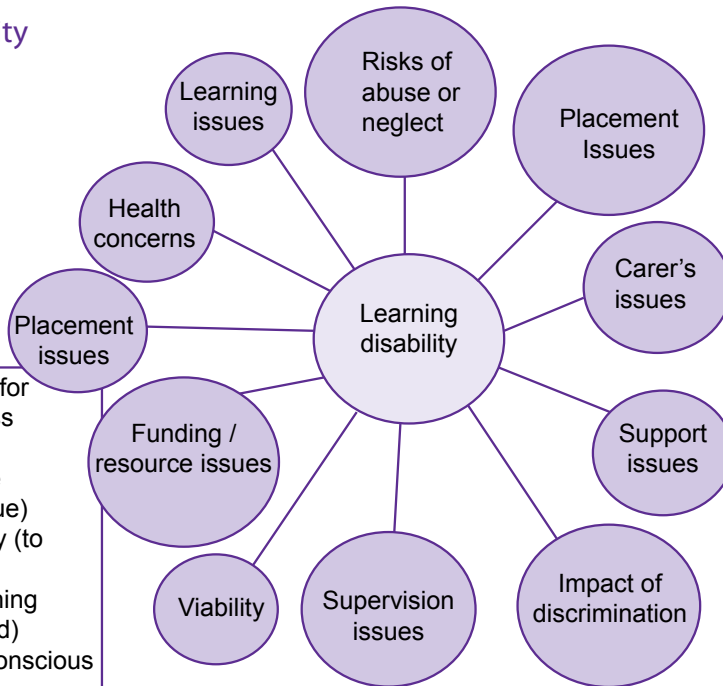 ity
Risks of
abuse or
neglect
Learning
issues
Placement
Issues
Health
concerns
Carer's
issues
Placement
issues
Learning
disability
for
s
ue)
y (to
ning
d)
onscious
Funding /
resource issues
Support
issues
Viability
Supervision
issues
Impact of
discrimination